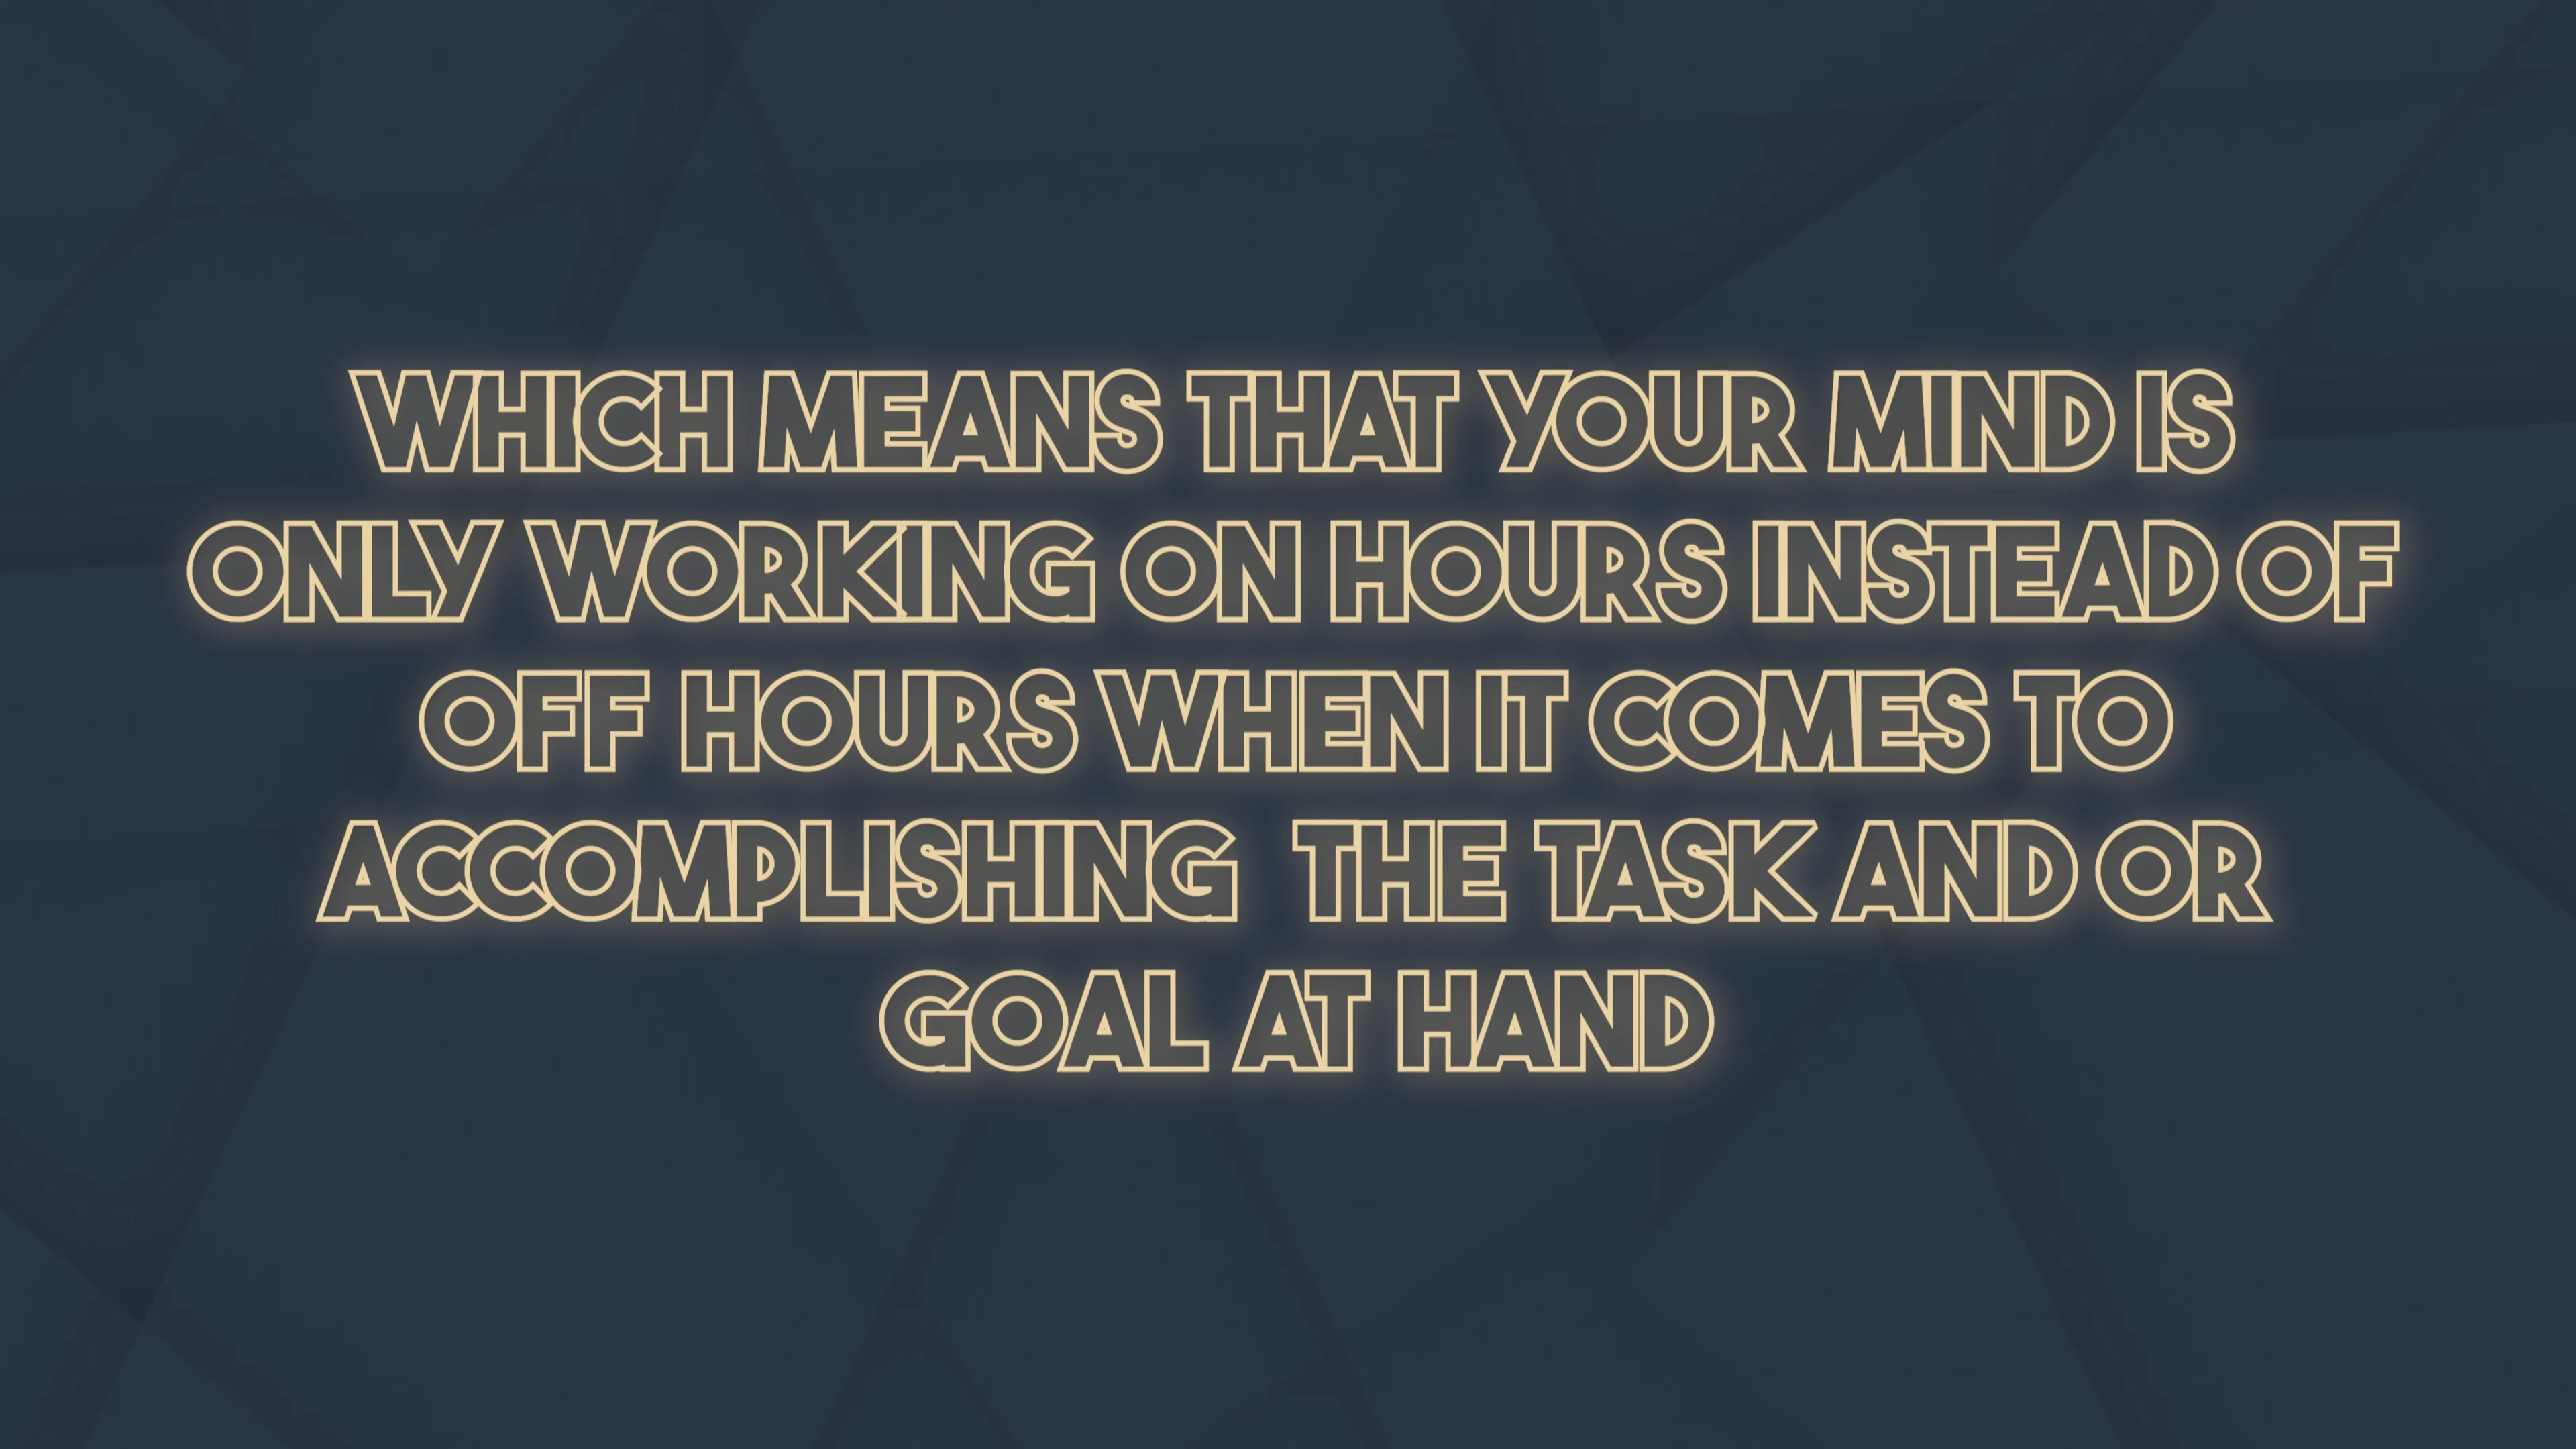 WHICH MEANS THAT YOUR MIND IS
ONLY WORKING ON HOURS INSTEAD OF
OFF HOURS WHEN IT COMES TO
ACCOMPLISHING THE TASK AND OR
GOAL AT HAND